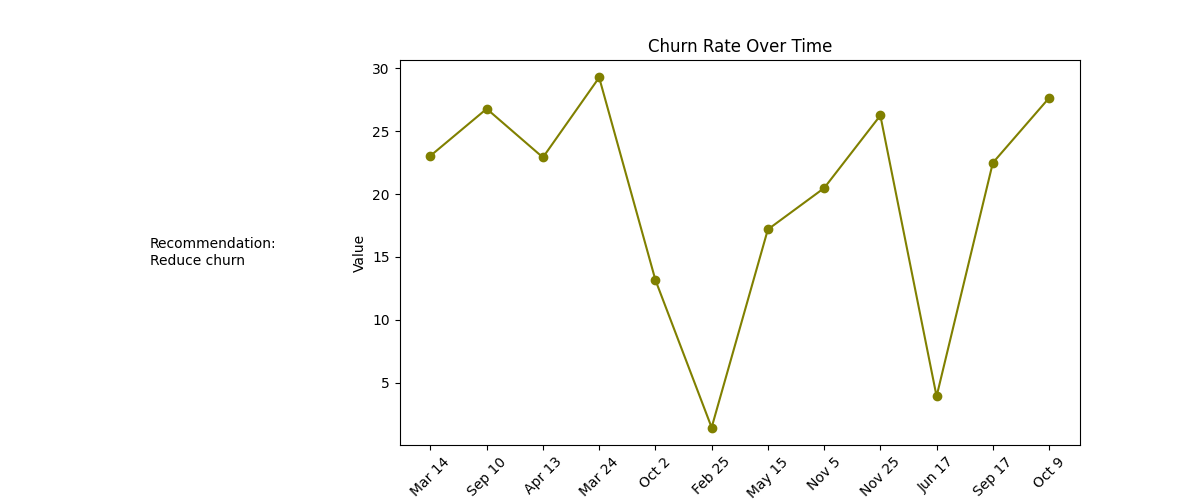 Churn Rate Over Time
Recommendation:
Reduce churn
Value
30
25
20
15
10
5
Mar 14
Sep 10
Apr 13
Mar 24
Oct 2
Feb 25
May 15
Nov 5
Nov 25
Jun 17
Sep 17
Oct 9